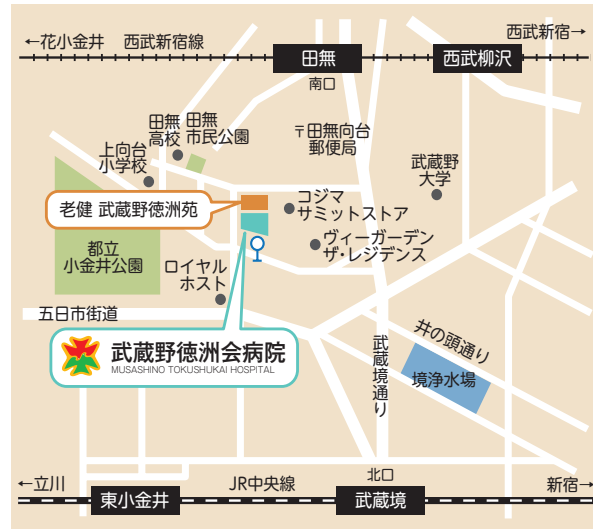 西武新宿→
←花小金井
西武新宿線
田無
西武柳沢
南口
田無
高校
田無
市民公園
〒田無向台
郵便局
上向台
小学校
武蔵野
大学
老健 武蔵野徳洲苑
コジマ
サミットストア
都立
小金井公園
ヴィーガーデン
ザ・レジデンス
ロイヤル
ホスト
五日市街道
武蔵野徳洲会病院
MUSASHINO TOKUSHUKAI HOSPITAL
武蔵境通り
井の頭通り
境浄水場
←立川
JR中央線
北口
新宿→
東小金井
武蔵境